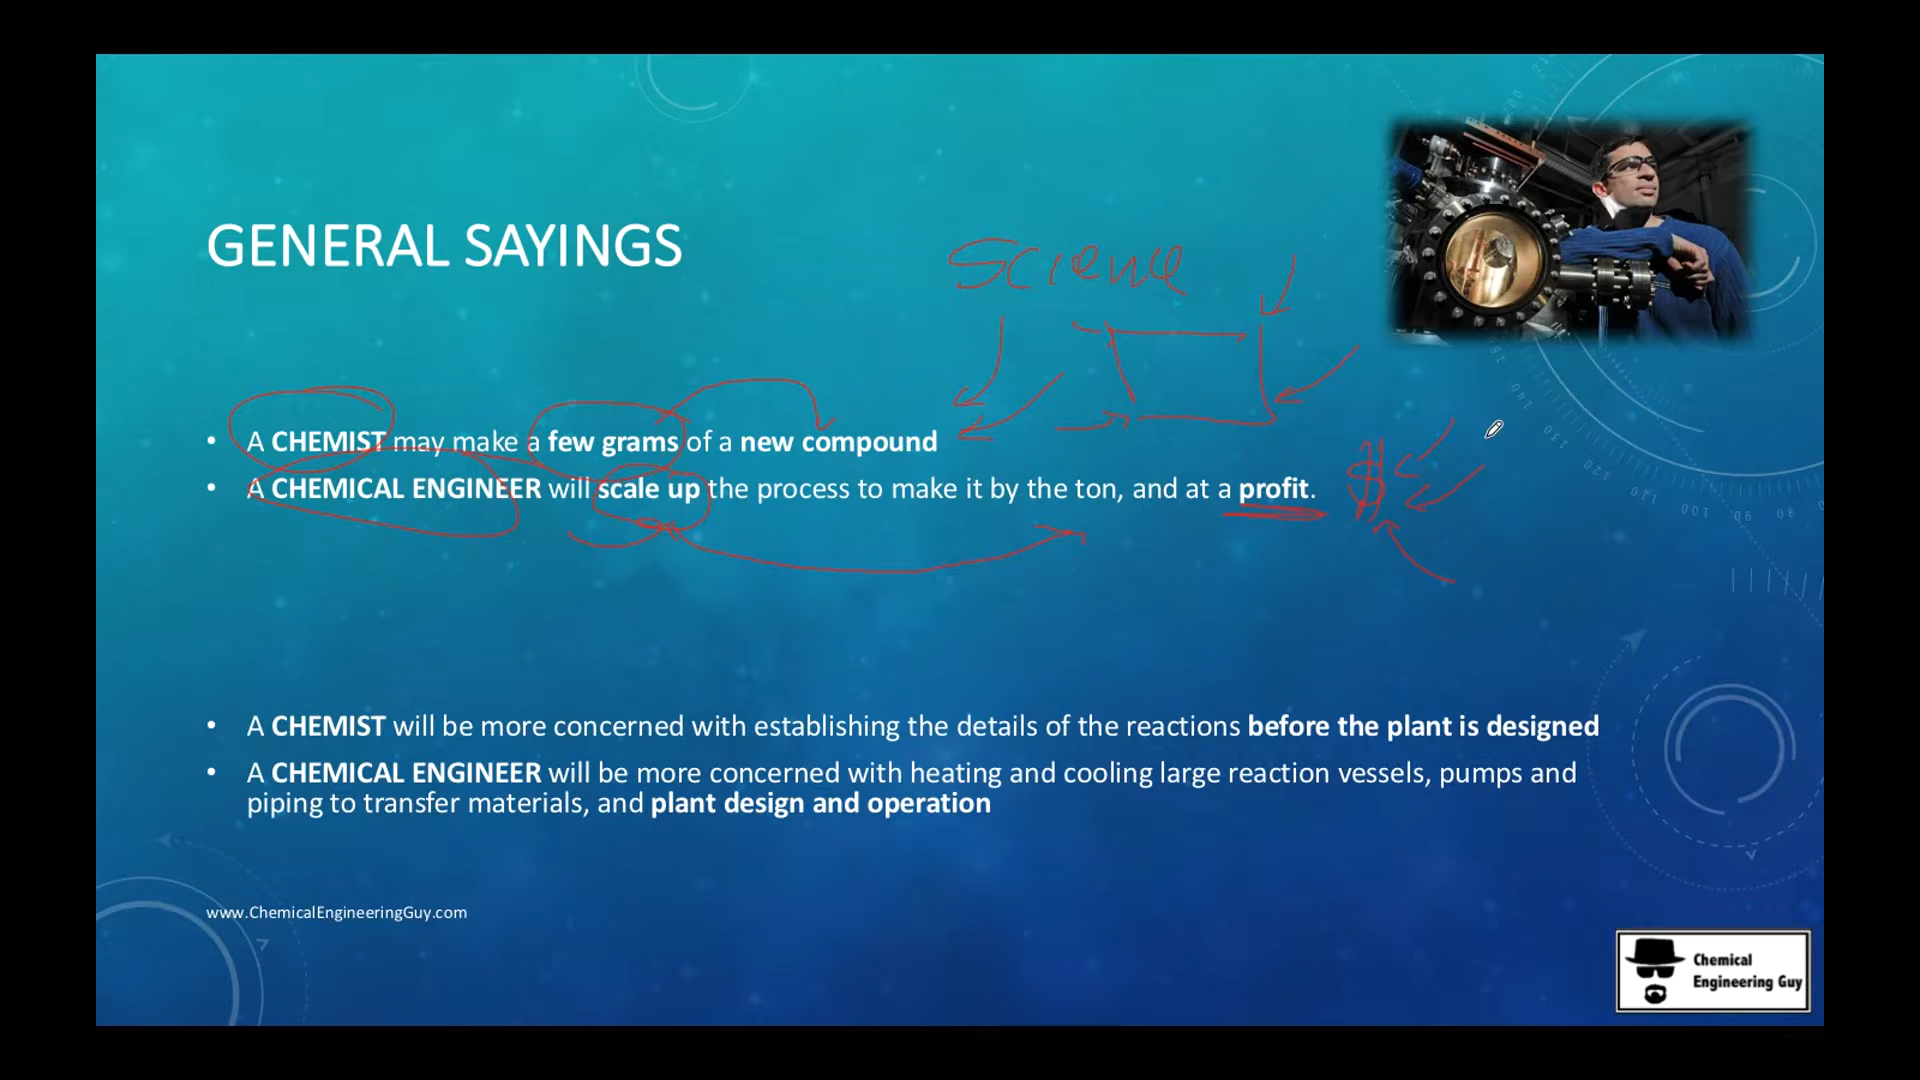 GENERAL SAYINGS
Science
• A CHEMIST may make a few grams of a new compound
• A CHEMICAL ENGINEER will scale up the process to make it by the ton, and at a profit.
$
• A CHEMIST will be more concerned with establishing the details of the reactions before the plant is designed
• A CHEMICAL ENGINEER will be more concerned with heating and cooling large reaction vessels, pumps and
piping to transfer materials, and plant design and operation
www.ChemicalEngineeringGuy.com
Chemical
Engineering Guy